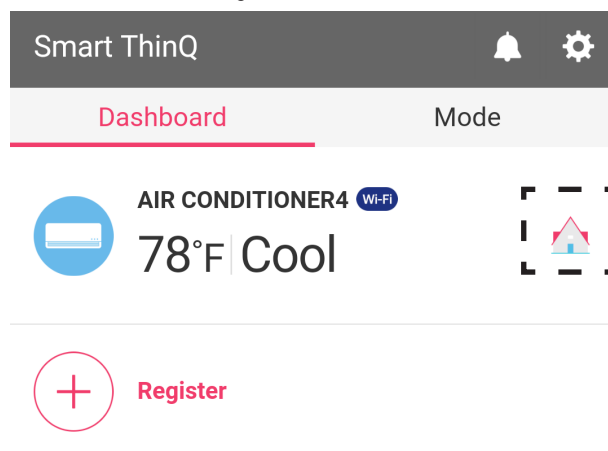 Smart ThinQ
Dashboard Mode
AIR CONDITIONER4 Wi-Fi
78°F Cool
Register